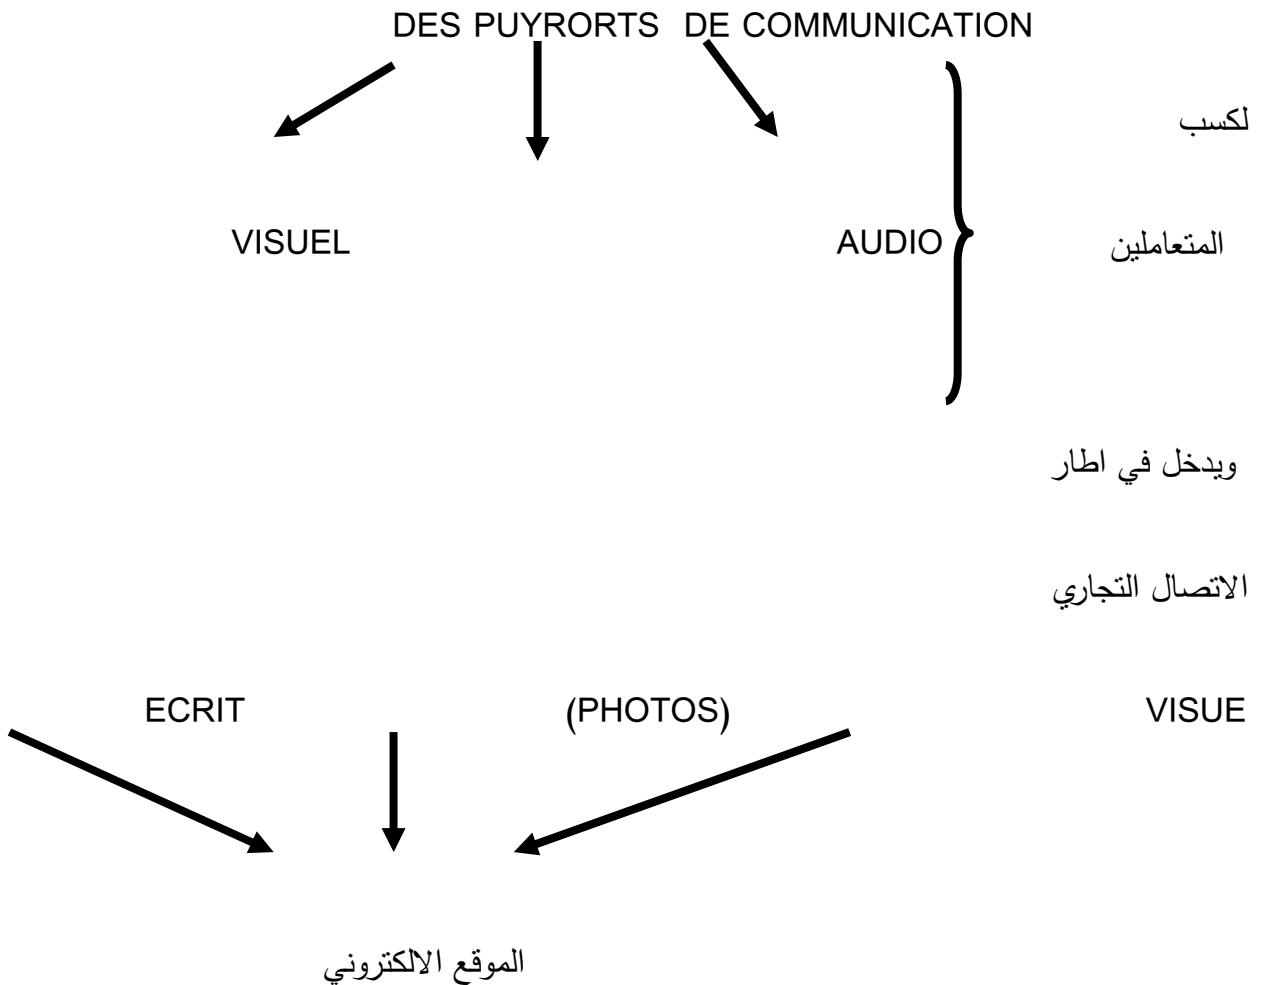 DES PUYRORTS DE COMMUNICATION
لكسب
VISUEL AUDIO المتعاملين
ويدخل في اطار
الاتصال التجاري
ECRIT (PHOTOS) VISUE
الموقع الالكتروني